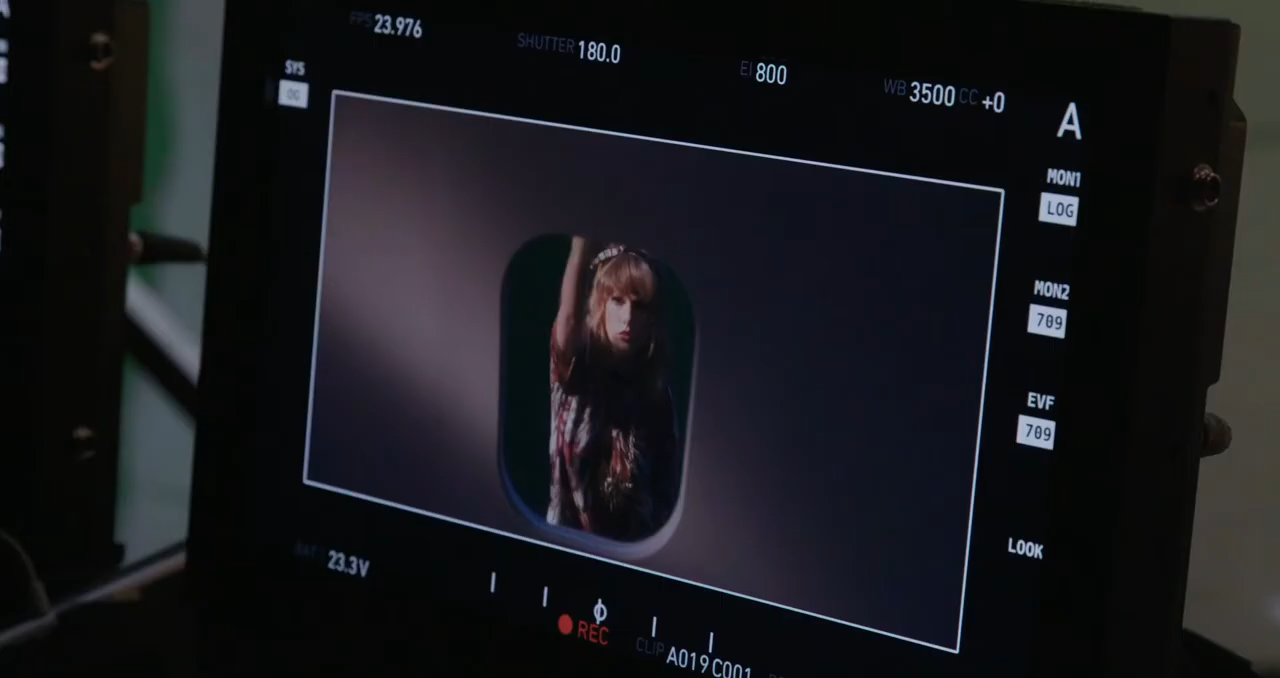 FPS 23.976
SHUTTER 180.0
EI 800
WB 3500 CC +0
SYS
A
MON1
LOG
MON2
709
EVF
709
LOOK
BAT 23.3V
REC
CLIP A019 C001